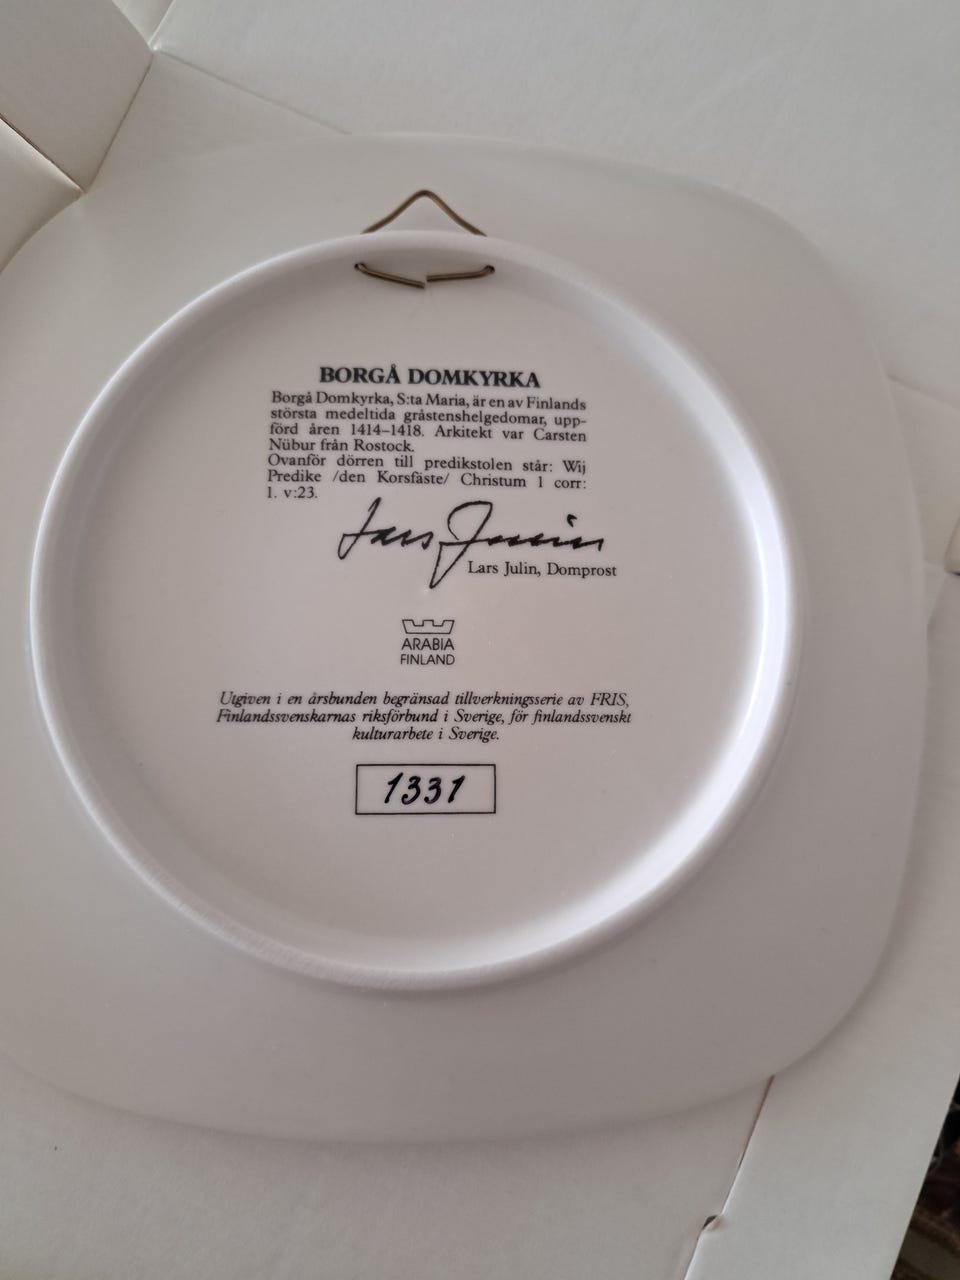 BORGÅ DOMKYRKA
Borgå Domkyrka, S:ta Maria, är en av Finlands
största medeltida gråstenshelgedomar, upp-
förd åren 1414–1418. Arkitekt var Carsten
Nübur från Rostock.
Ovanför dörren till predikstolen står: Wij
Predike /den Korsfäste/ Christum 1 corr:
1. v:23.
Lars Julin
Lars Julin, Domprost
ARABIA
FINLAND
Utgiven i en årsbunden begränsad tillverkningsserie av FRIS,
Finlandssvenskarnas riksförbund i Sverige, för finlandssvenskt
kulturarbete i Sverige.
1331